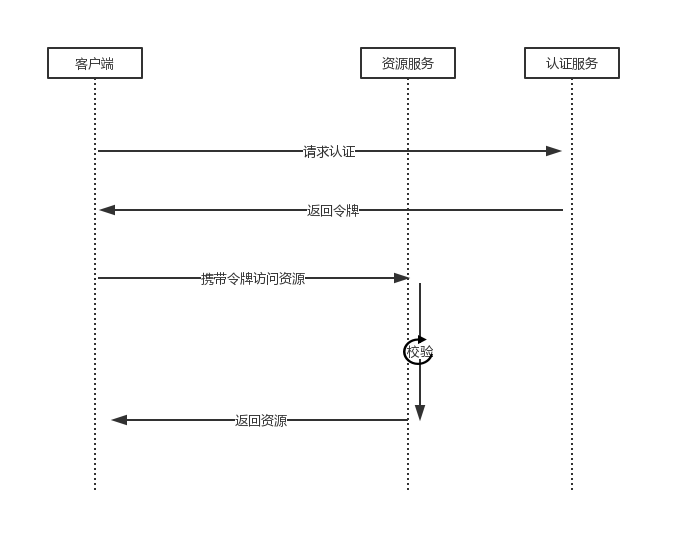 客户端
资源服务
认证服务
请求认证
返回令牌
携带令牌访问资源
校验
返回资源